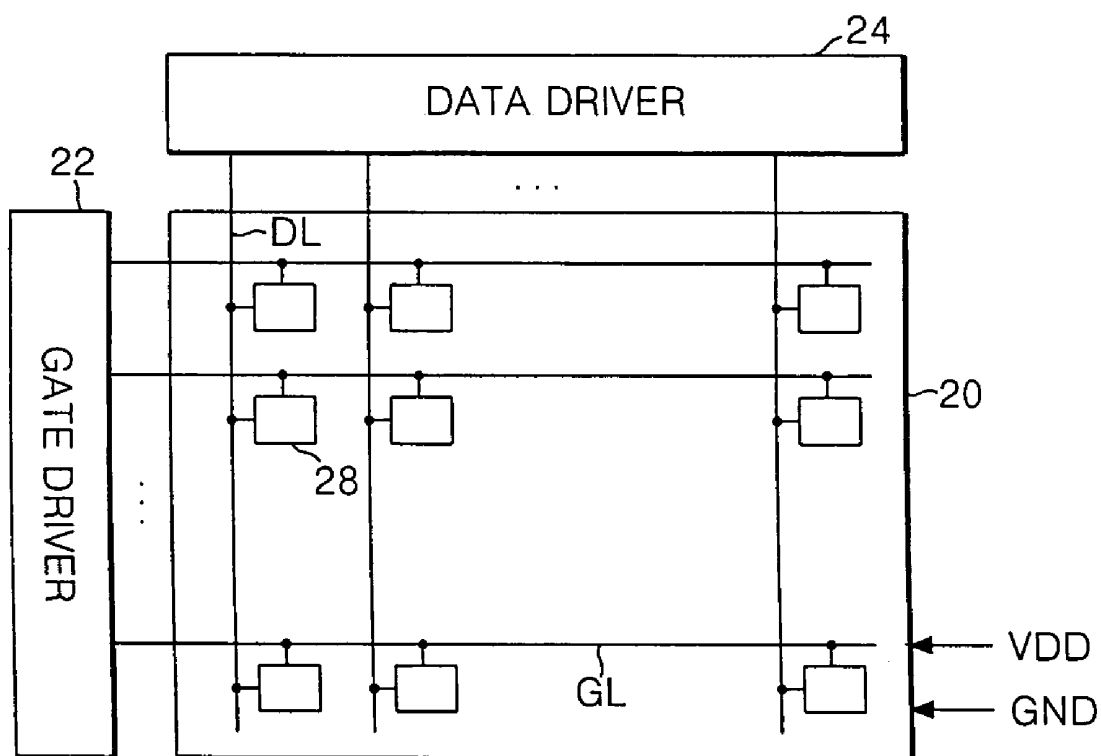 24
DATA DRIVER
22
. . .
DL
GATE DRIVER
20
28
. . .
VDD
GL
GND